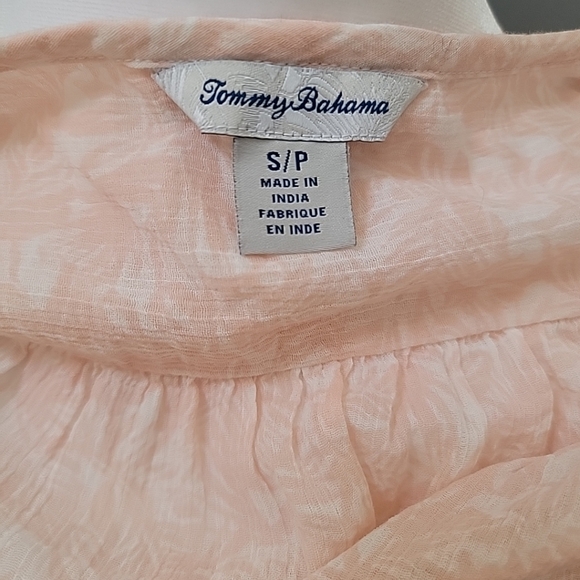 Tommy Bahama
S/P
MADE IN
INDIA
FABRIQUE
EN INDE